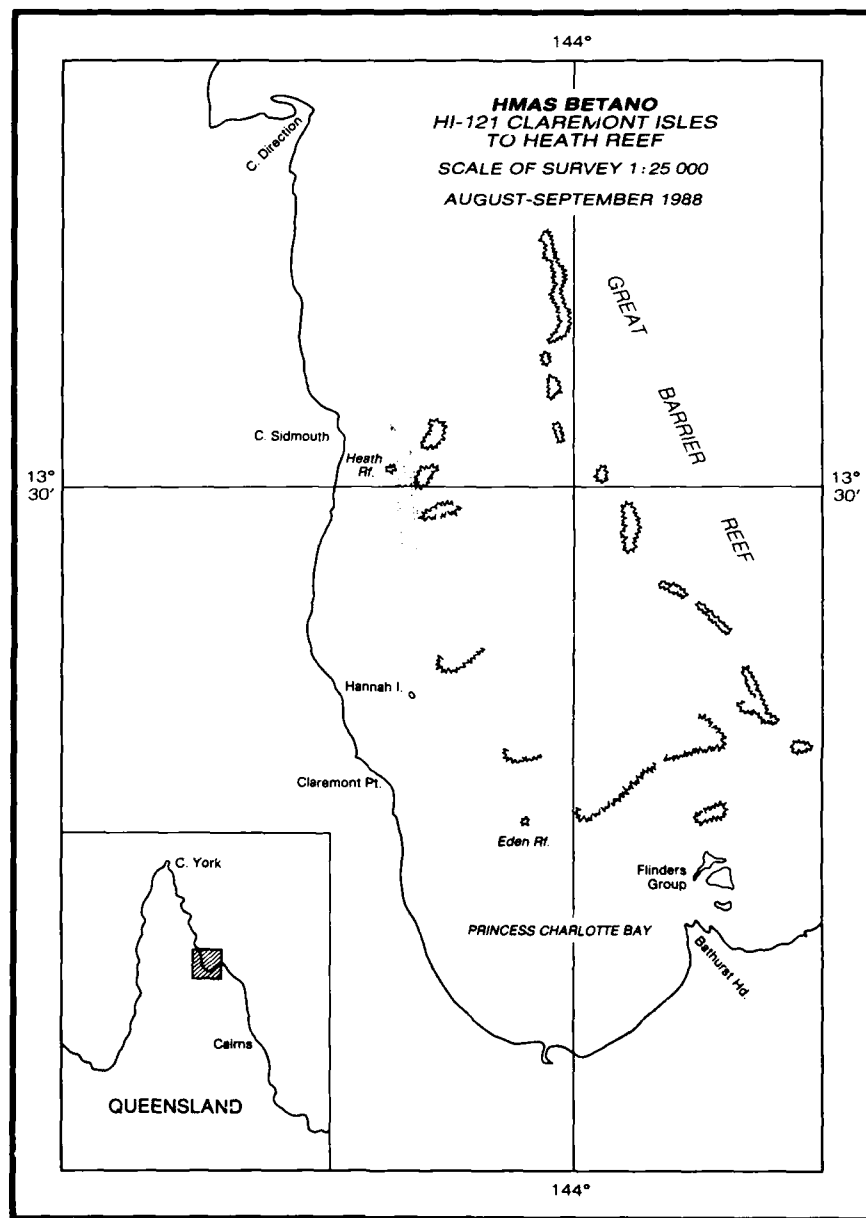 144°
HMAS BETANO
HI-121 CLAREMONT ISLES
TO HEATH REEF
SCALE OF SURVEY 1:25 000
AUGUST-SEPTEMBER 1988
C. Direction
GREAT
BARRIER
REEF
C. Sidmouth
Heath
Rf.
13°
30′
13°
30′
Hannah I.
Claremont Pt.
Eden Rf.
Flinders
Group
PRINCESS CHARLOTTE BAY
Bathurst Hd.
C. York
Cairns
QUEENSLAND
144°